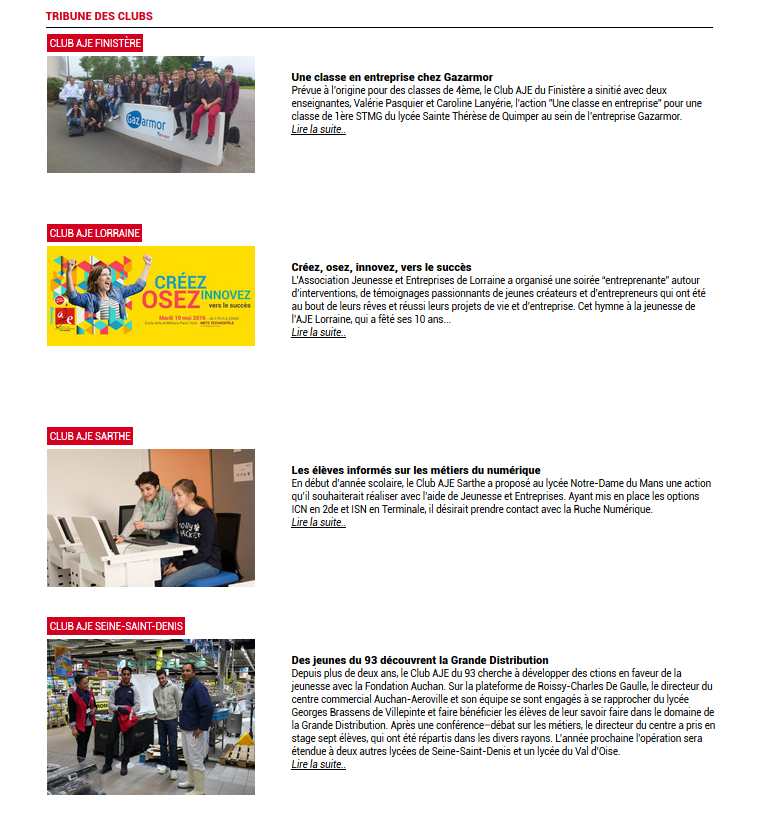 TRIBUNE DES CLUBS
CLUB AJE FINISTÈRE
Gaz armor
Une classe en entreprise chez Gazarmor
Prévue à l'origine pour des classes de 4ème, le Club AJE du Finistère a sinitié avec deux
enseignantes, Valérie Pasquier et Caroline Lanyérie, l'action "Une classe en entreprise" pour une
classe de 1ère STMG du lycée Sainte Thérèse de Quimper au sein de l'entreprise Gazarmor.
Lire la suite..
CLUB AJE LORRAINE
CRÉEZ
OSEZ INNOVEZ
vers le succès
Mardi 10 mai 2016
METZ TECHNOPÔLE
Créez, osez, innovez, vers le succès
L'Association Jeunesse et Entreprises de Lorraine a organisé une soirée “entreprenante” autour
d'interventions, de témoignages passionnants de jeunes créateurs et d'entrepreneurs qui ont été
au bout de leurs rêves et réussi leurs projets de vie et d'entreprise. Cet hymne à la jeunesse de
l'AJE Lorraine, qui a fêté ses 10 ans...
Lire la suite..
CLUB AJE SARTHE
Les élèves informés sur les métiers du numérique
En début d'année scolaire, le Club AJE Sarthe a proposé au lycée Notre-Dame du Mans une action
qu'il souhaiterait réaliser avec l'aide de Jeunesse et Entreprises. Ayant mis en place les options
ICN en 2de et ISN en Terminale, il désirait prendre contact avec la Ruche Numérique.
Lire la suite..
CLUB AJE SEINE-SAINT-DENIS
Des jeunes du 93 découvrent la Grande Distribution
Depuis plus de deux ans, le Club AJE du 93 cherche à développer des ctions en faveur de la
jeunesse avec la Fondation Auchan. Sur la plateforme de Roissy-Charles De Gaulle, le directeur du
centre commercial Auchan-Aeroville et son équipe se sont engagés à se rapprocher du lycée
Georges Brassens de Villepinte et faire bénéficier les élèves de leur savoir faire dans le domaine de
la Grande Distribution. Après une conférence–débat sur les métiers, le directeur du centre a pris en
stage sept élèves, qui ont été répartis dans les divers rayons. L'année prochaine l'opération sera
étendue à deux autres lycées de Seine-Saint-Denis et un lycée du Val d'Oise.
Lire la suite..